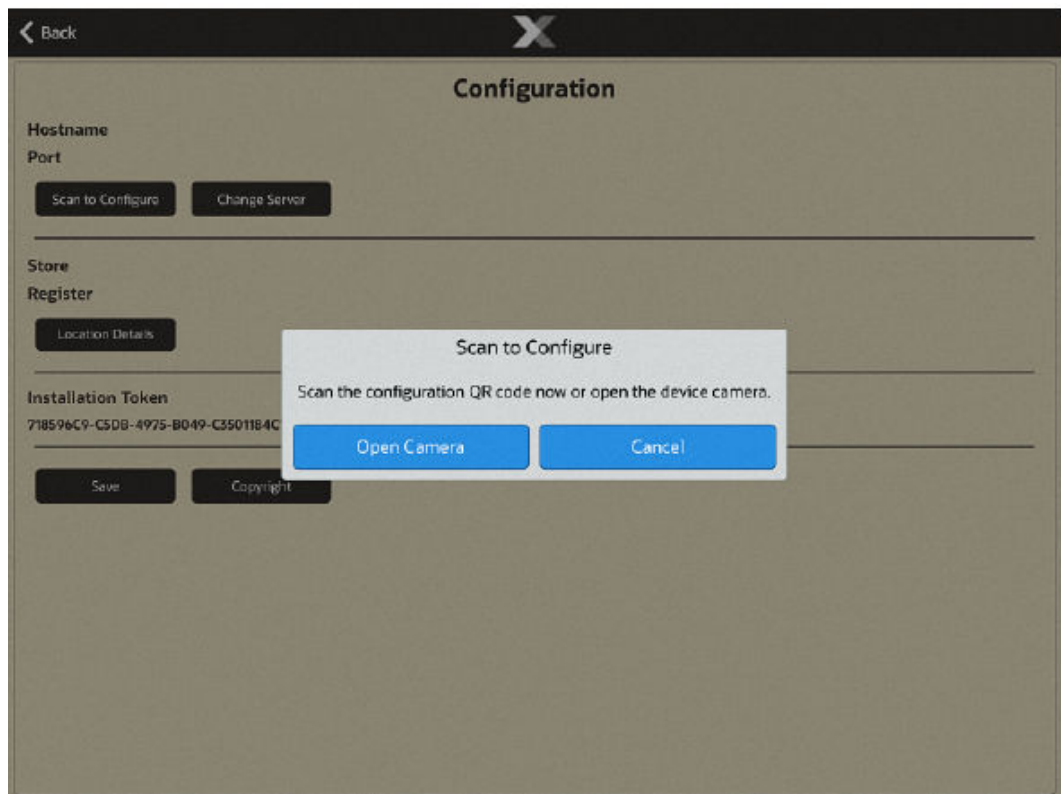 Back
Configuration
Hostname
Port
Scan to Configure Change Server
Store
Register
Location Details
Scan to Configure
Scan the configuration QR code now or open the device camera.
Open Camera Cancel
Installation Token
718596C9-C5DB-4975-B049-C3501184C
Save Copyright